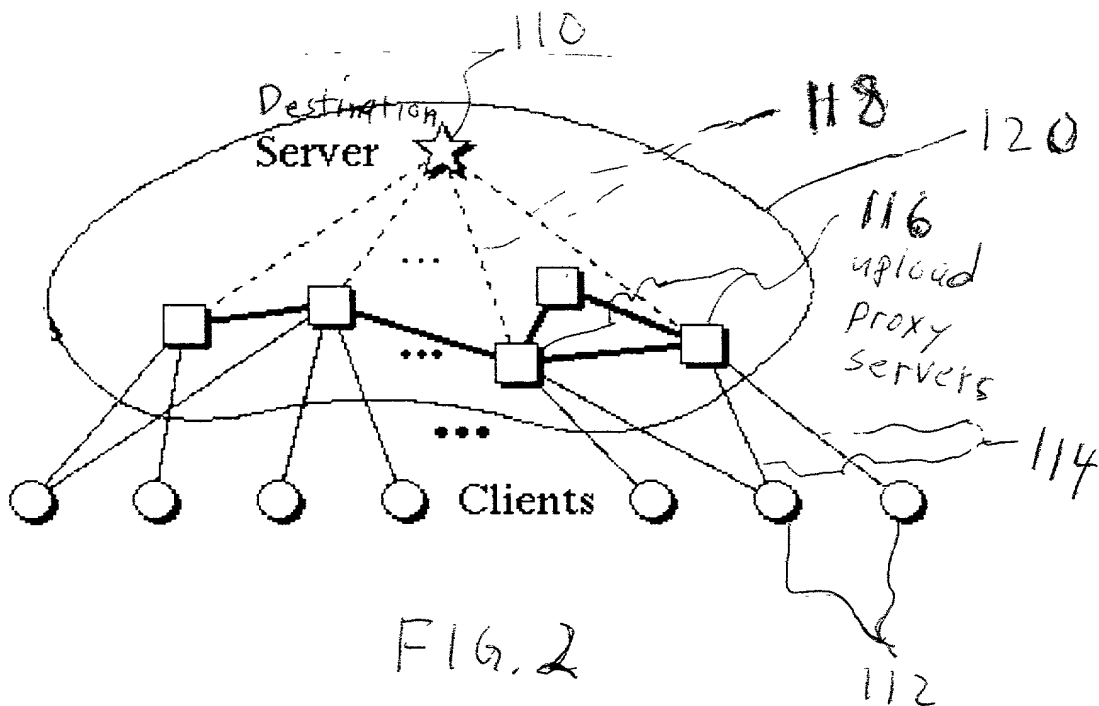 110
Destination
Server
118
120
116
upload
proxy
servers
Clients
114
112
FIG. 2